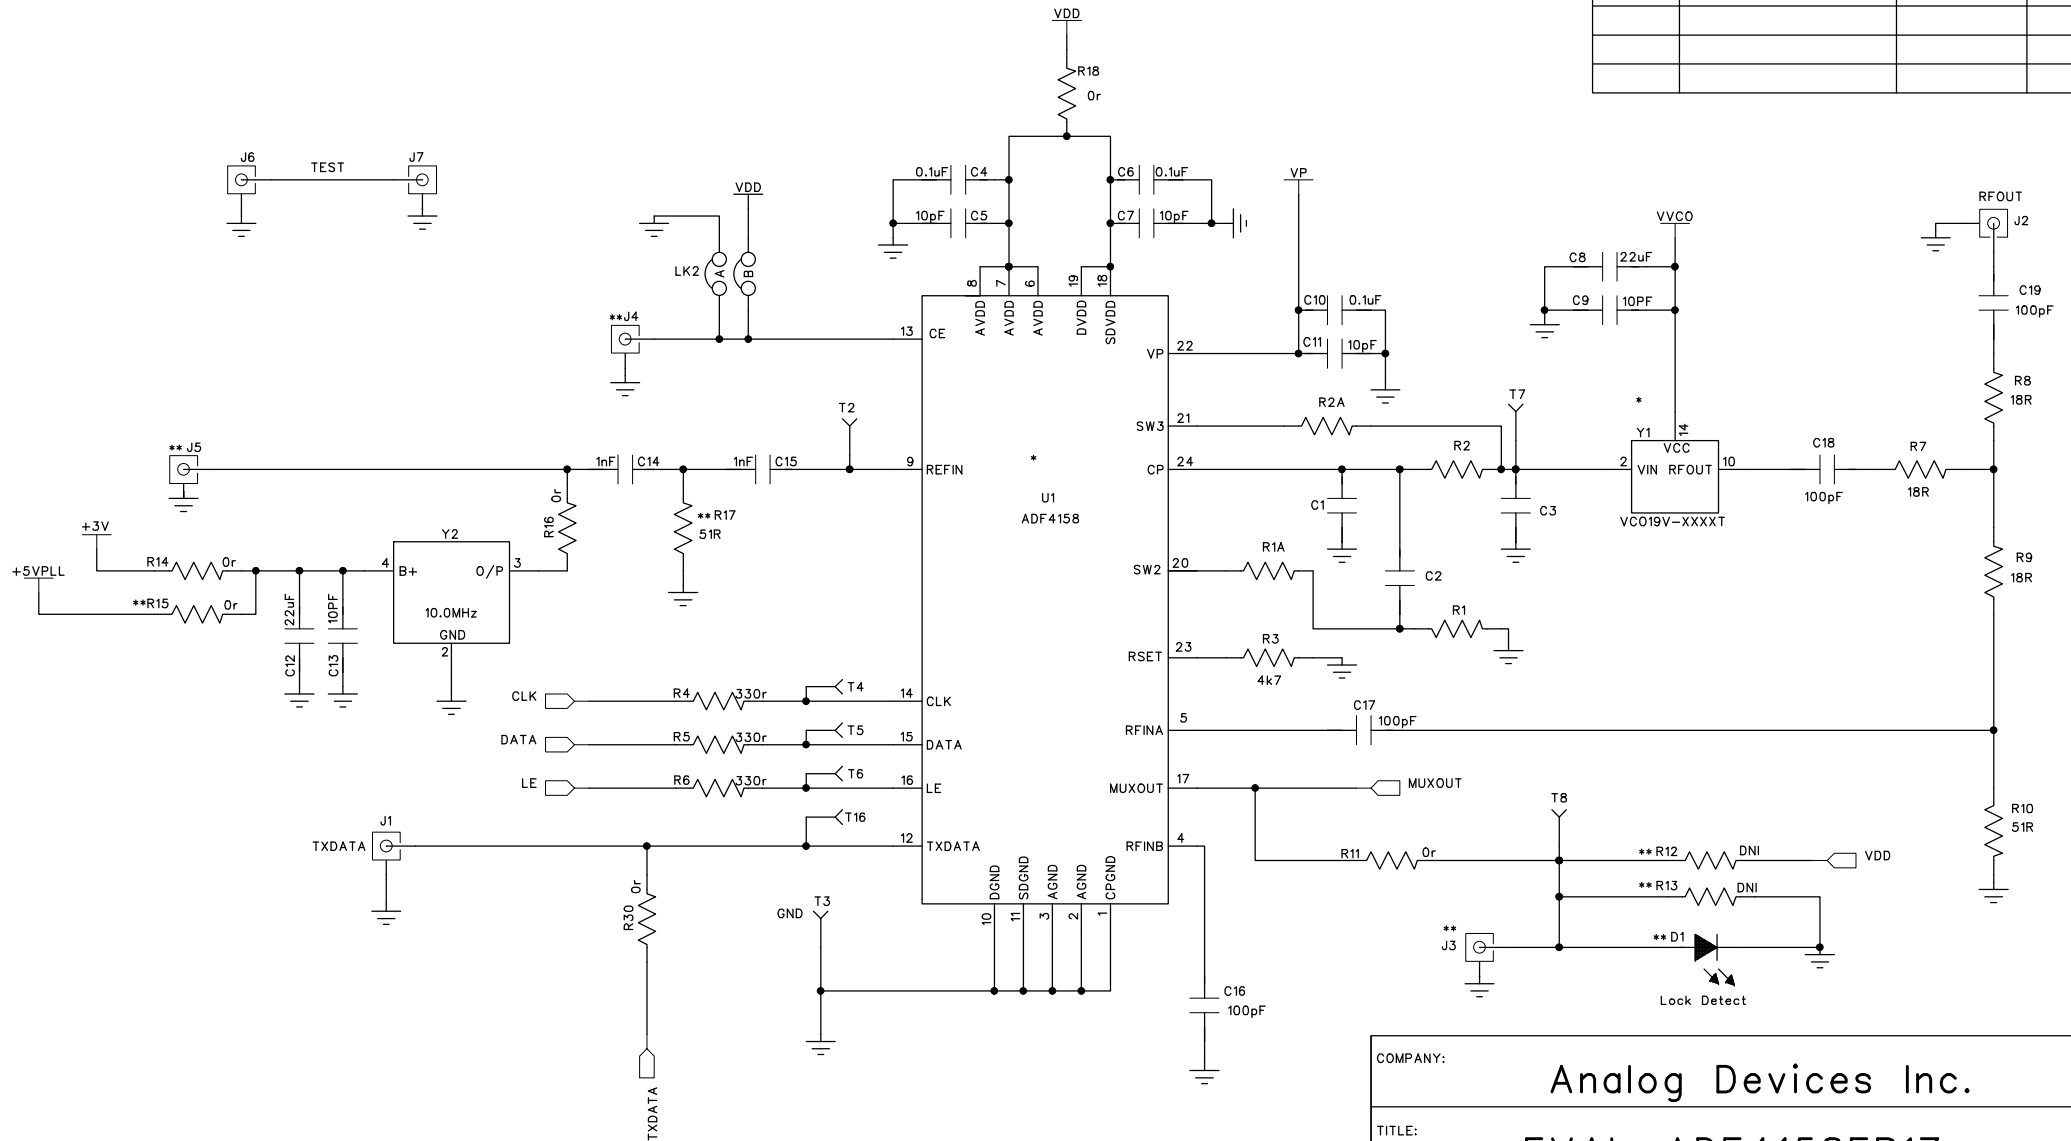 VDD
R18
0r
J6
TEST
J7
0.1uF C4
C6 0.1uF
10pF C5
C7 10pF
VDD
VP
RFOUT
J2
VVCO
LK2
A
B
C8 22uF
C9 10PF
C19
100pF
8
7
6
19
18
AVDD
AVDD
AVDD
DVDD
SDVDD
C10 0.1uF
C11 10pF
**J4
13
CE
VP
22
R8
18R
T2
SW3
21
R2A
T7
*
Y1
14
VCC
** J5
1nF C14
1nF C15
9
REFIN
*
CP
24
R2
2
VIN RFOUT
10
C18
100pF
R7
18R
R16 0r
**R17
51R
U1
ADF4158
C1
C3
VCO19V-XXXXT
+3V
R14 0r
+5VPLL
**R15 0r
Y2
4
B+
O/P
3
10.0MHz
GND
2
SW2
20
R1A
C2
R1
R9
18R
C12 22uF
C13 10PF
RSET
23
R3
4k7
CLK
R4 330r
T4
14
CLK
C17
100pF
RFINA
5
DATA
R5 330r
T5
15
DATA
LE
R6 330r
T6
16
LE
MUXOUT
17
MUXOUT
T8
R10
51R
TXDATA
J1
T16
12
TXDATA
RFINB
4
R11 0r
**R12 DNI
VDD
**R13 DNI
R30 0r
GND
T3
DGND
SDGND
AGND
AGND
CPGND
10
11
3
2
1
**
J3
**D1
Lock Detect
C16
100pF
TXDATA
COMPANY:
Analog Devices Inc.
TITLE: